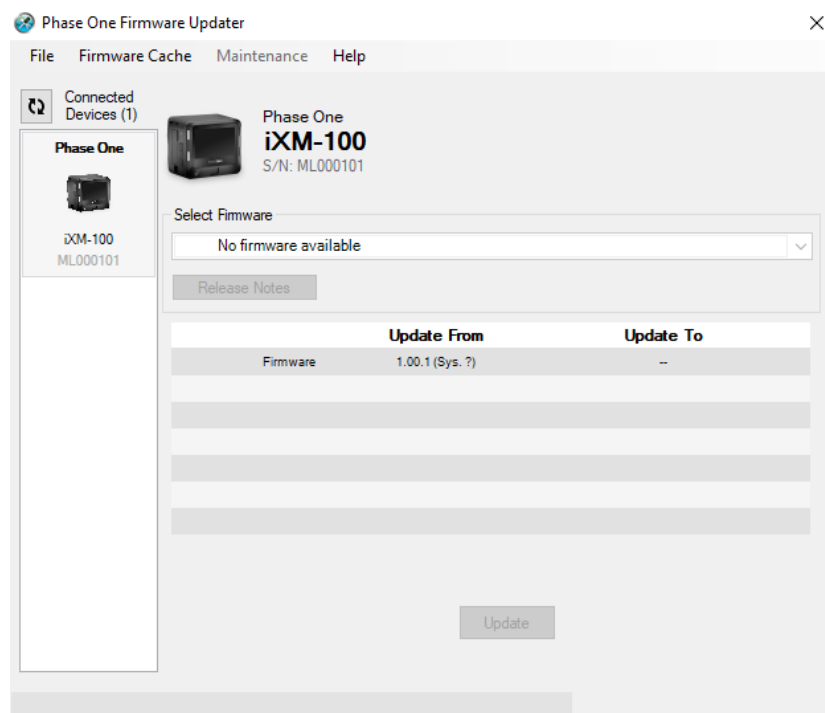 Phase One Firmware Updater
File Firmware Cache Maintenance Help
Connected
Devices (1)
Phase One
iXM-100
ML000101
Phase One
iXM-100
S/N: ML000101
Select Firmware
No firmware available
Release Notes
Update From Update To
Firmware 1.00.1 (Sys. ?) --
Update